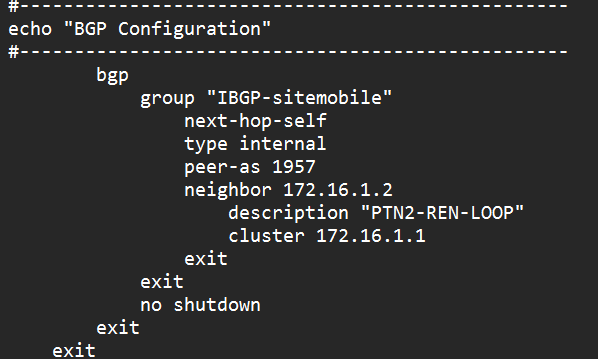 #--------------------------------------------------
echo "BGP Configuration"
#--------------------------------------------------
        bgp
            group "IBGP-sitemobile"
                next-hop-self
                type internal
                peer-as 1957
                neighbor 172.16.1.2
                    description "PTN2-REN-LOOP"
                    cluster 172.16.1.1
                exit
            exit
            no shutdown
        exit
    exit